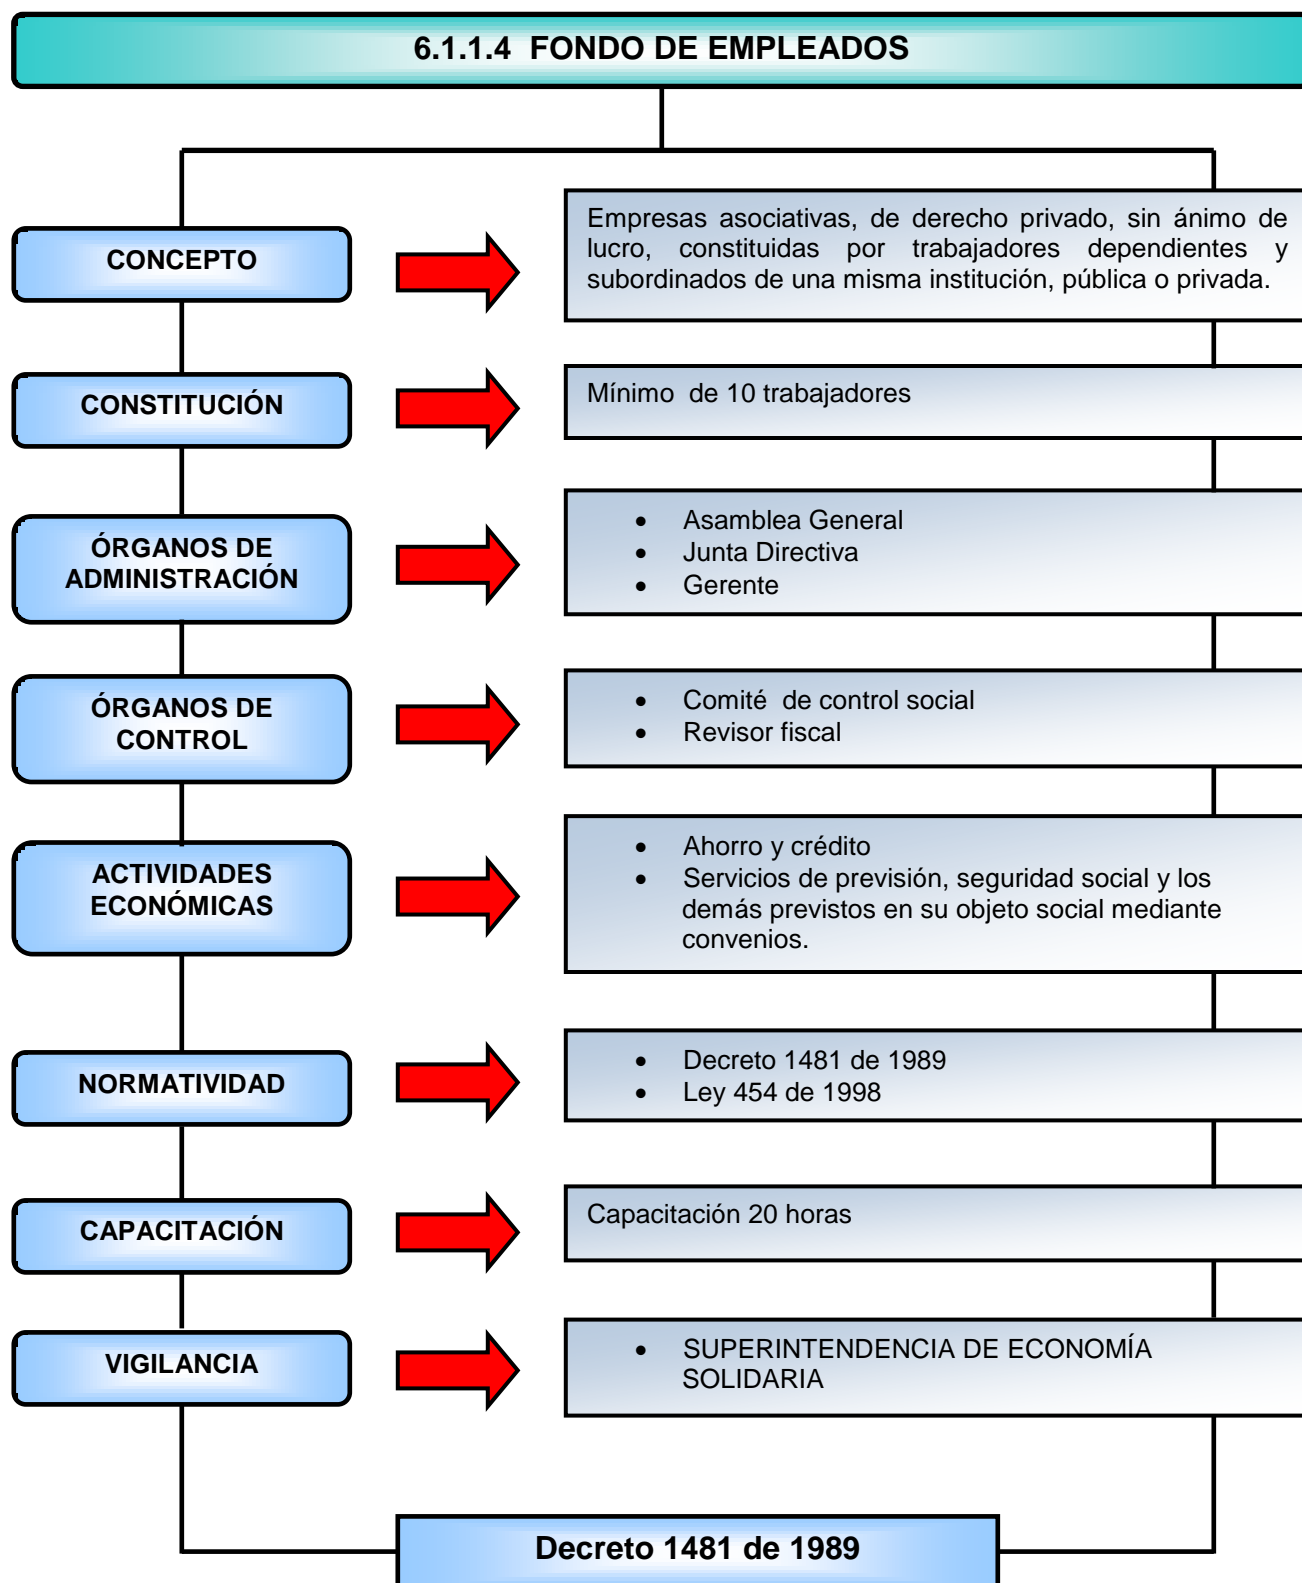 6.1.1.4 FONDO DE EMPLEADOS
CONCEPTO
Empresas asociativas, de derecho privado, sin ánimo de
lucro, constituidas por trabajadores dependientes y
subordinados de una misma institución, pública o privada.
CONSTITUCIÓN
Mínimo de 10 trabajadores
ÓRGANOS DE
ADMINISTRACIÓN
• Asamblea General
• Junta Directiva
• Gerente
ÓRGANOS DE
CONTROL
• Comité de control social
• Revisor fiscal
ACTIVIDADES
ECONÓMICAS
• Ahorro y crédito
• Servicios de previsión, seguridad social y los
demás previstos en su objeto social mediante
convenios.
NORMATIVIDAD
• Decreto 1481 de 1989
• Ley 454 de 1998
CAPACITACIÓN
Capacitación 20 horas
VIGILANCIA
• SUPERINTENDENCIA DE ECONOMÍA
SOLIDARIA
Decreto 1481 de 1989